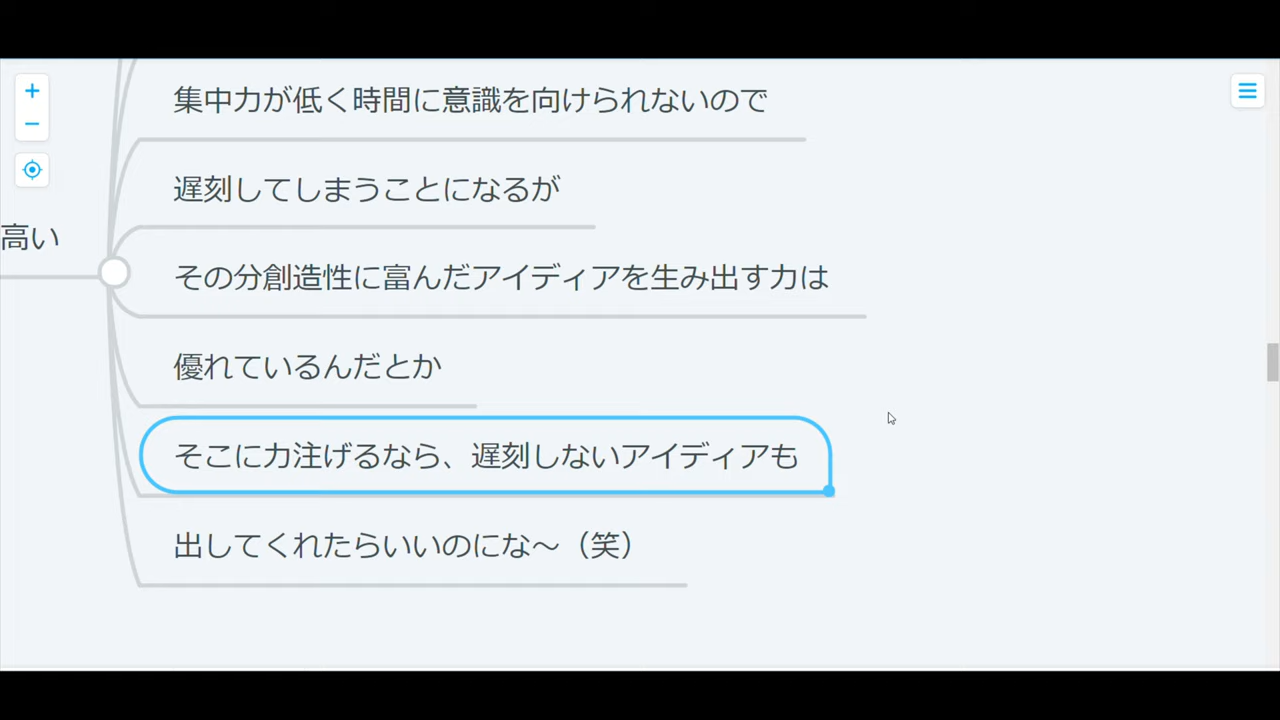 集中力が低く時間に意識を向けられないので
遅刻してしまうことになるが
高い
その分創造性に富んだアイディアを生み出す力は
優れているんだとか
そこに力注げるなら、遅刻しないアイディアも
出してくれたらいいのにな〜（笑）